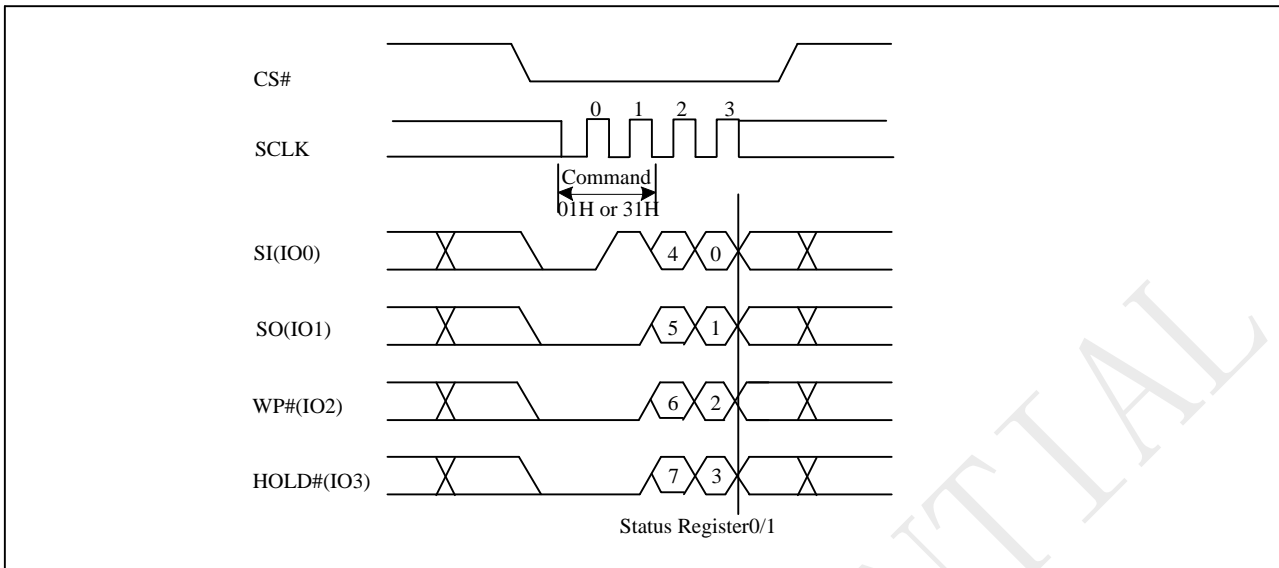 CS#
0 1 2 3
SCLK
Command
01H or 31H
SI(IO0) 4 0
SO(IO1) 5 1
WP#(IO2) 6 2
HOLD#(IO3) 7 3
Status Register0/1
NTIAL